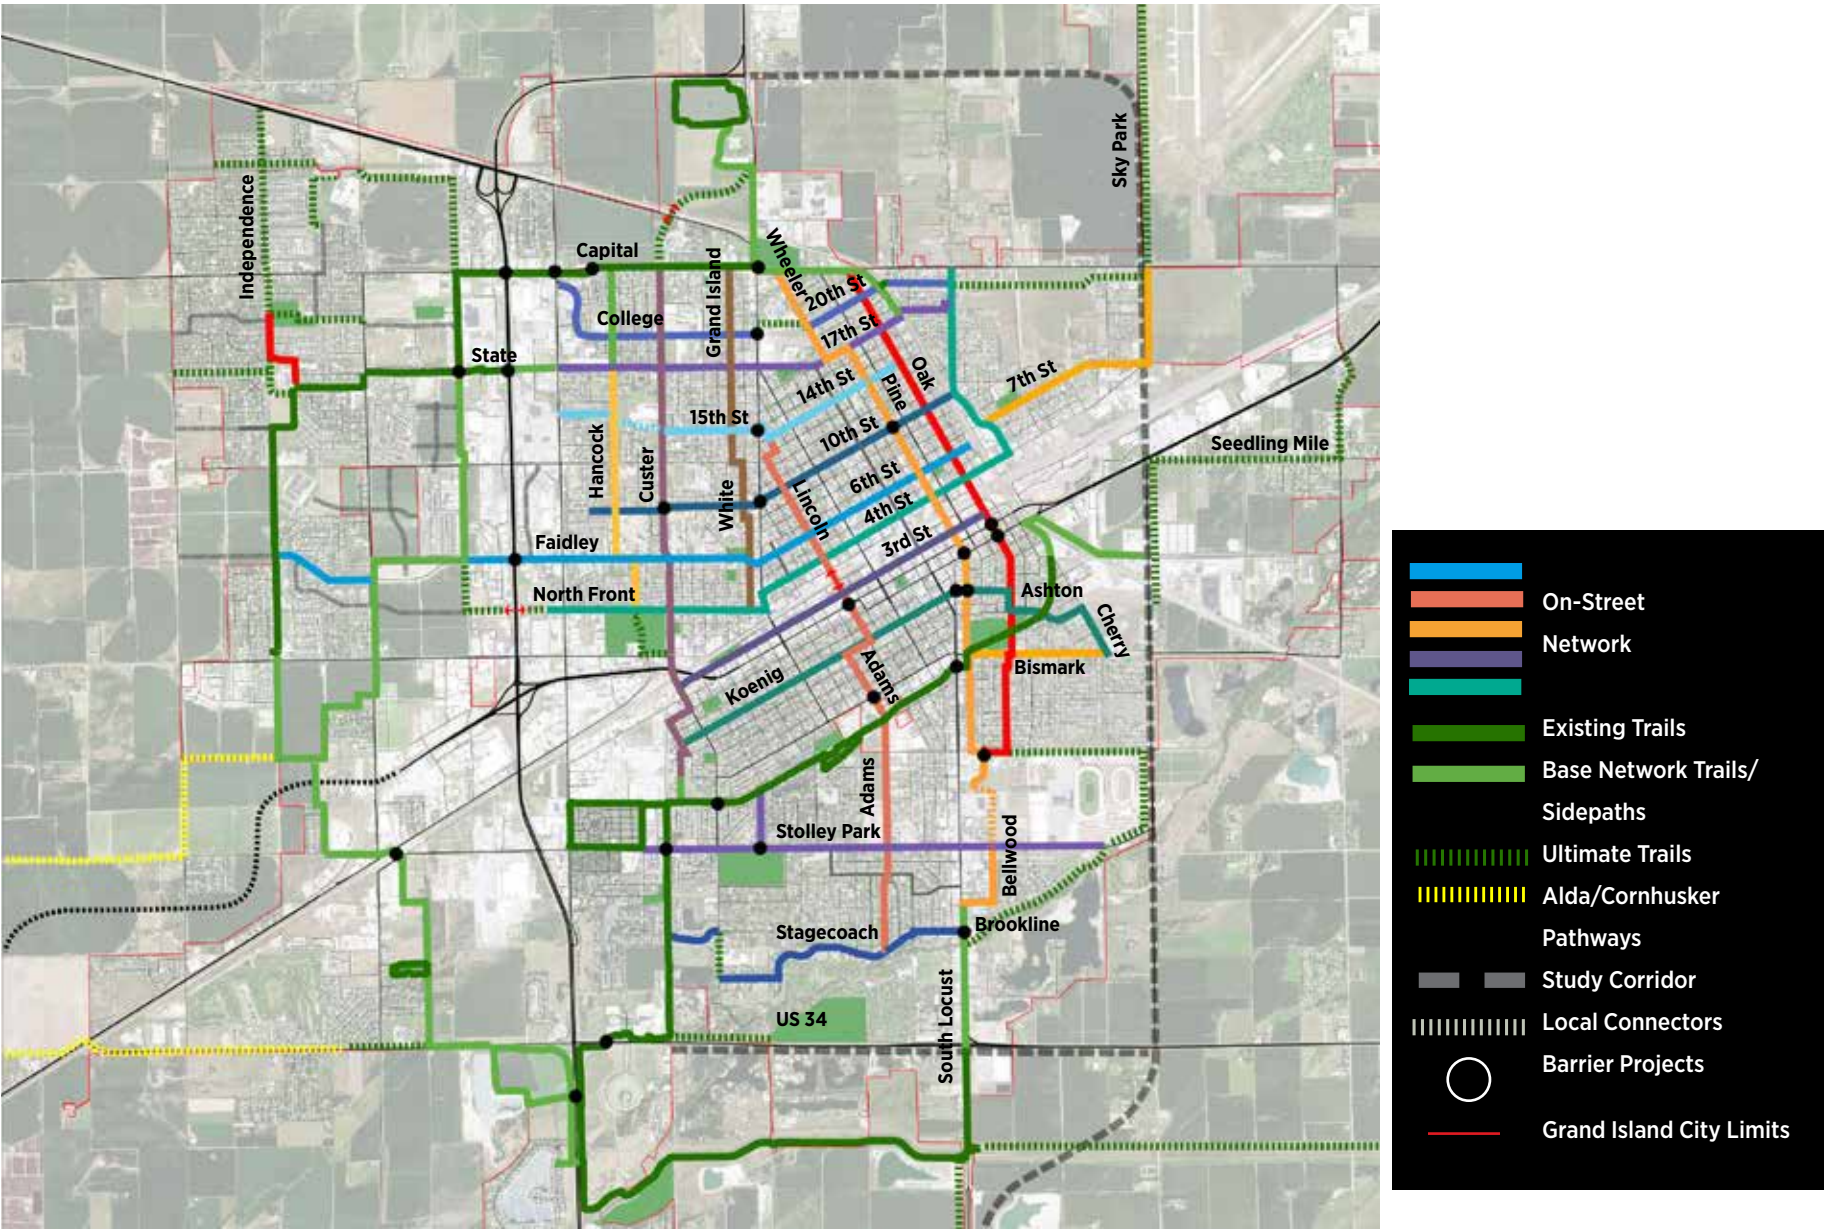 Sky Park
Independence
Capital
Wheeler
Grand Island
20th St
College
17th St
State
Oak
7th St
14th St
Pine
15th St
10th St
Seedling Mile
Hancock
Custer
White
Lincoln
6th St
4th St
3rd St
Faidley
North Front
Ashton
Cherry
Bismark
Koenig
Adams
Adams
Stolley Park
Bellwood
Stagecoach
Brookline
South Locust
US 34
On-Street
Network
Existing Trails
Base Network Trails/
Sidepaths
Ultimate Trails
Alda/Cornhusker
Pathways
Study Corridor
Local Connectors
Barrier Projects
Grand Island City Limits